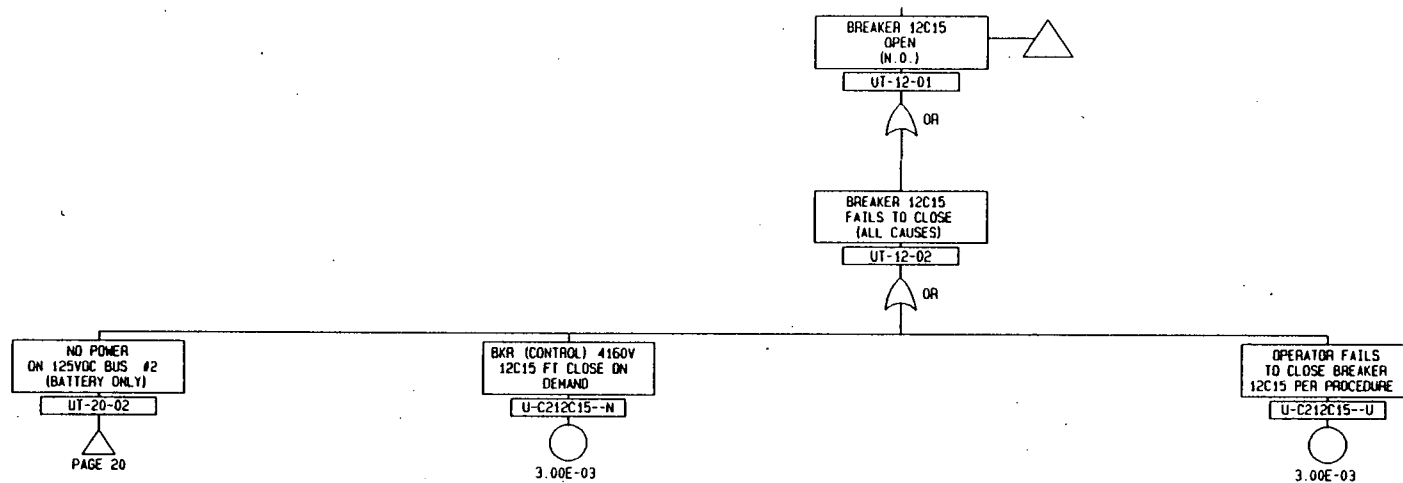 BREAKER 12C15
OPEN
(N.O.)
UT-12-01
OR
BREAKER 12C15
FAILS TO CLOSE
(ALL CAUSES)
UT-12-02
OR
NO POWER
ON 125VDC BUS #2
(BATTERY ONLY)
UT-20-02
PAGE 20
BKR (CONTROL) 4160V
12C15 FT CLOSE ON
DEMAND
U-C212C15--N
3.00E-03
OPERATOR FAILS
TO CLOSE BREAKER
12C15 PER PROCEDURE
U-C212C15--U
3.00E-03